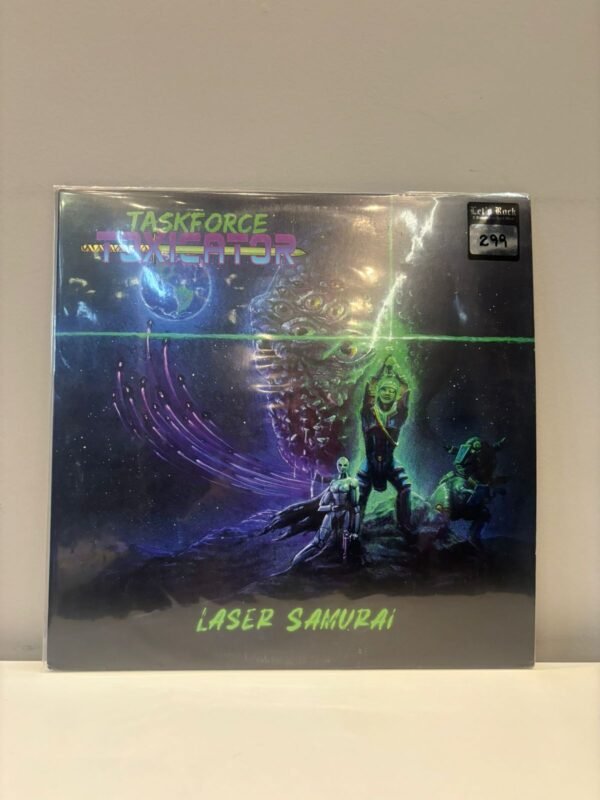 TASKFORCE
TOXICATOR
Let's Rock
299
LASER SAMURAI